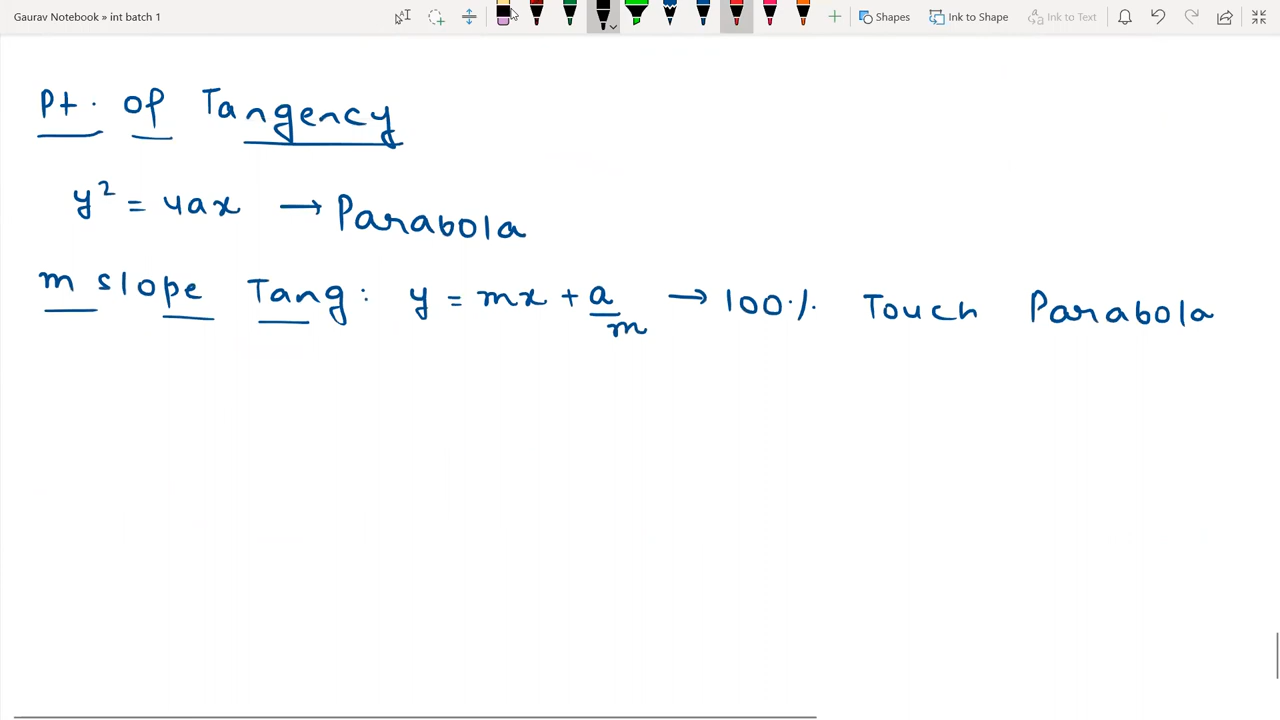 Gaurav Notebook » int batch 1
Shapes
Ink to Shape
Ink to Text
Pt. of Tangency
y² = 4ax → Parabola
m slope Tang: y = mx + a/m → 100% Touch Parabola